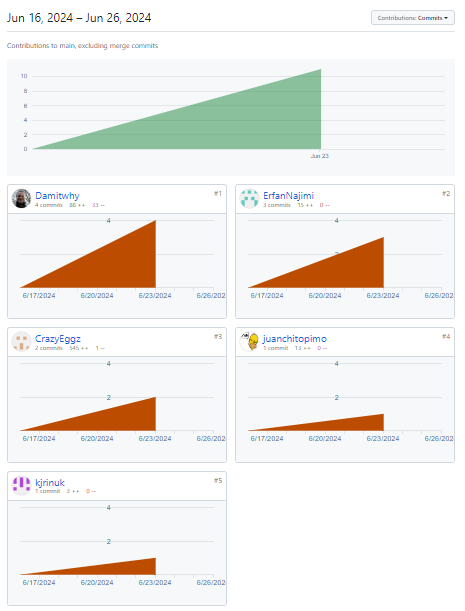 Jun 16, 2024 – Jun 26, 2024
Contributions: Commits
Contributions to main, excluding merge commits
10
8
6
4
2
0
Jun 23
Damitwhy #1
4 commits 88 ++ 33 --
4
6/17/2024 6/20/2024 6/23/2024 6/26/202
ErfanNajimi #2
3 commits 15 ++ 0 --
4
6/17/2024 6/20/2024 6/23/2024 6/26/202
CrazyEggz #3
2 commits 545 ++ 1 --
4
2
6/17/2024 6/20/2024 6/23/2024 6/26/202
juanchitopimo #4
1 commit 13 ++ 0 --
4
2
6/17/2024 6/20/2024 6/23/2024 6/26/202
kjrinuk #5
1 commit 3 ++ 0 --
4
2
6/17/2024 6/20/2024 6/23/2024 6/26/202